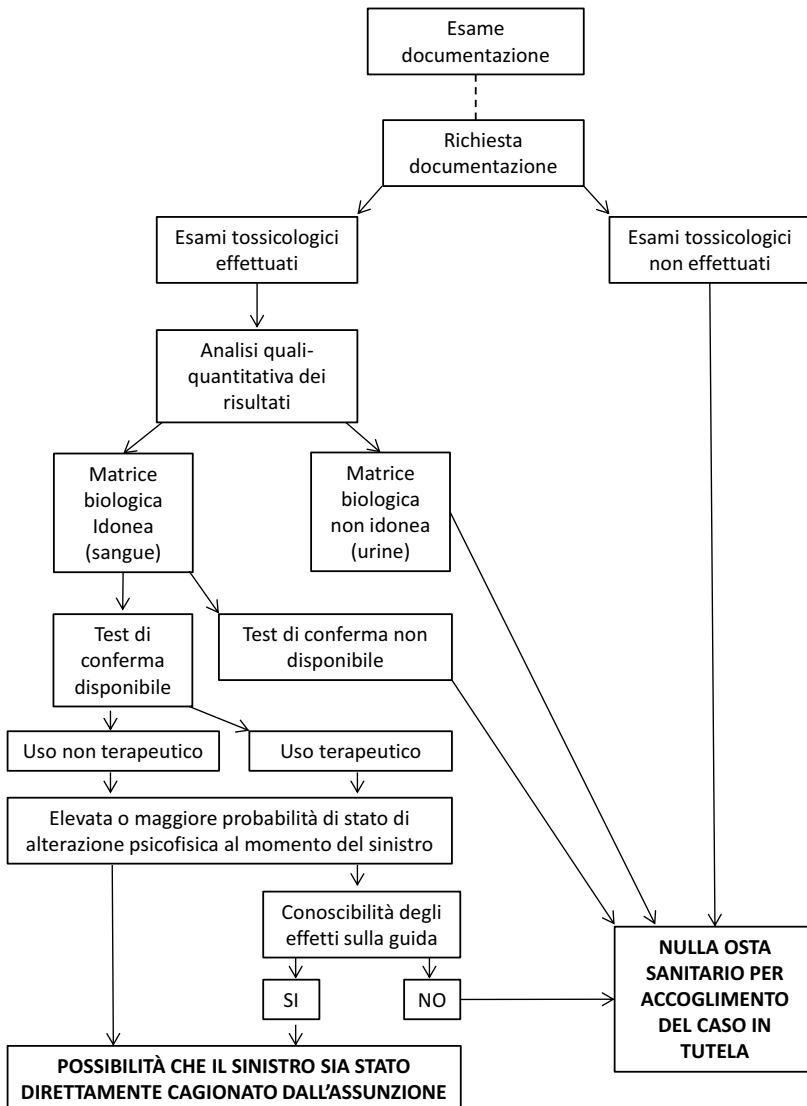 Esame
documentazione
Richiesta
documentazione
Esami tossicologici
effettuati
Esami tossicologici
non effettuati
Analisi quali-
quantitativa dei
risultati
Matrice
biologica
Idonea
(sangue)
Matrice
biologica
non idonea
(urine)
Test di
conferma
disponibile
Test di conferma non
disponibile
Uso non terapeutico
Uso terapeutico
Elevata o maggiore probabilità di stato di
alterazione psicofisica al momento del sinistro
Conoscibilità degli
effetti sulla guida
SI
NO
NULLA OSTA
SANITARIO PER
ACCOGLIMENTO
DEL CASO IN
TUTELA
POSSIBILITÀ CHE IL SINISTRO SIA STATO
DIRETTAMENTE CAGIONATO DALL'ASSUNZIONE